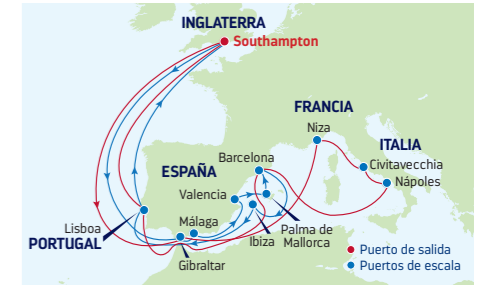 INGLATERRA
Southampton
FRANCIA
Niza
ITALIA
Barcelona
Civitavecchia
ESPAÑA
Nápoles
Valencia
Málaga
Palma de
Mallorca
Lisboa
PORTUGAL
Ibiza
Gibraltar
Puerto de salida
Puertos de escala